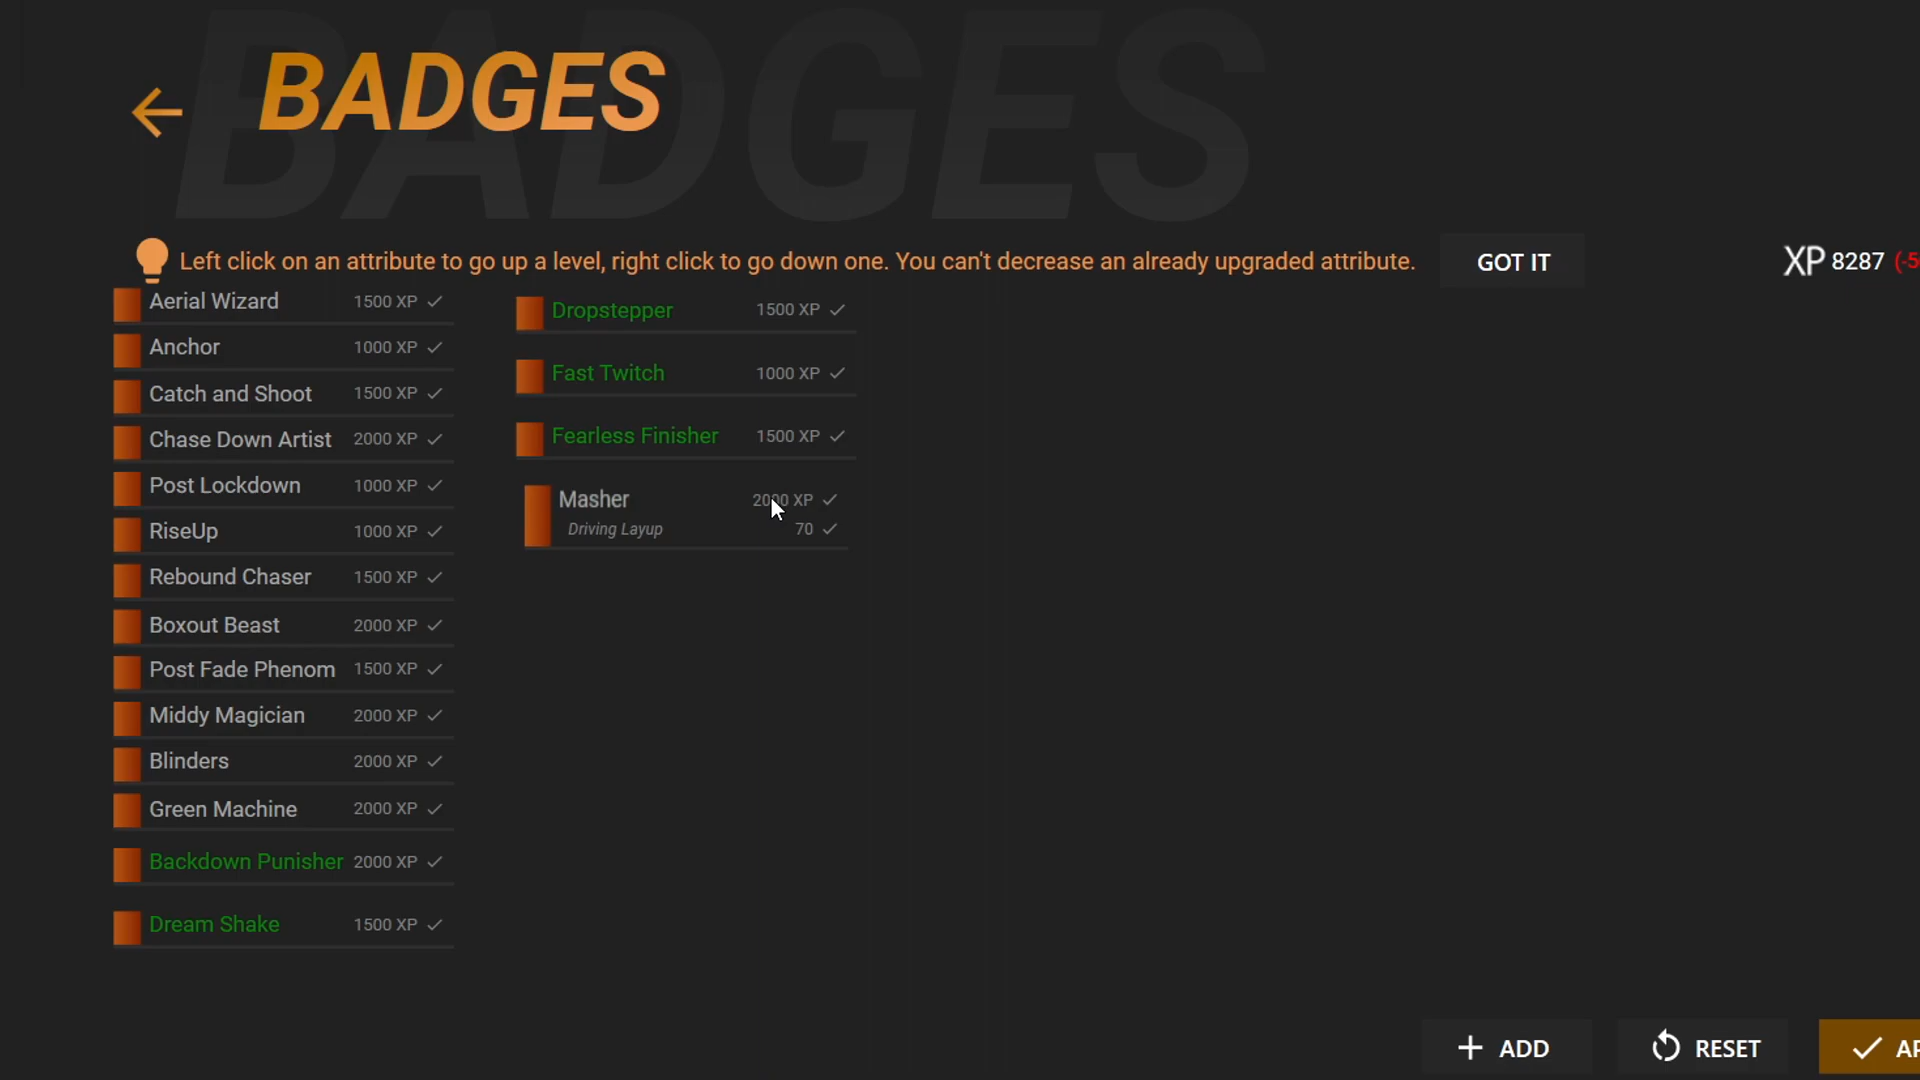 BADGES
BADGES
Left click on an attribute to go up a level, right click to go down one. You can't decrease an already upgraded attribute.
GOT IT
XP 8287 (-5
Aerial Wizard 1500 XP
Anchor 1000 XP
Catch and Shoot 1500 XP
Chase Down Artist 2000 XP
Post Lockdown 1000 XP
RiseUp 1000 XP
Rebound Chaser 1500 XP
Boxout Beast 2000 XP
Post Fade Phenom 1500 XP
Middy Magician 2000 XP
Blinders 2000 XP
Green Machine 2000 XP
Backdown Punisher 2000 XP
Dream Shake 1500 XP
Dropstepper 1500 XP
Fast Twitch 1000 XP
Fearless Finisher 1500 XP
Masher 2000 XP
Driving Layup 70
ADD
RESET
AP